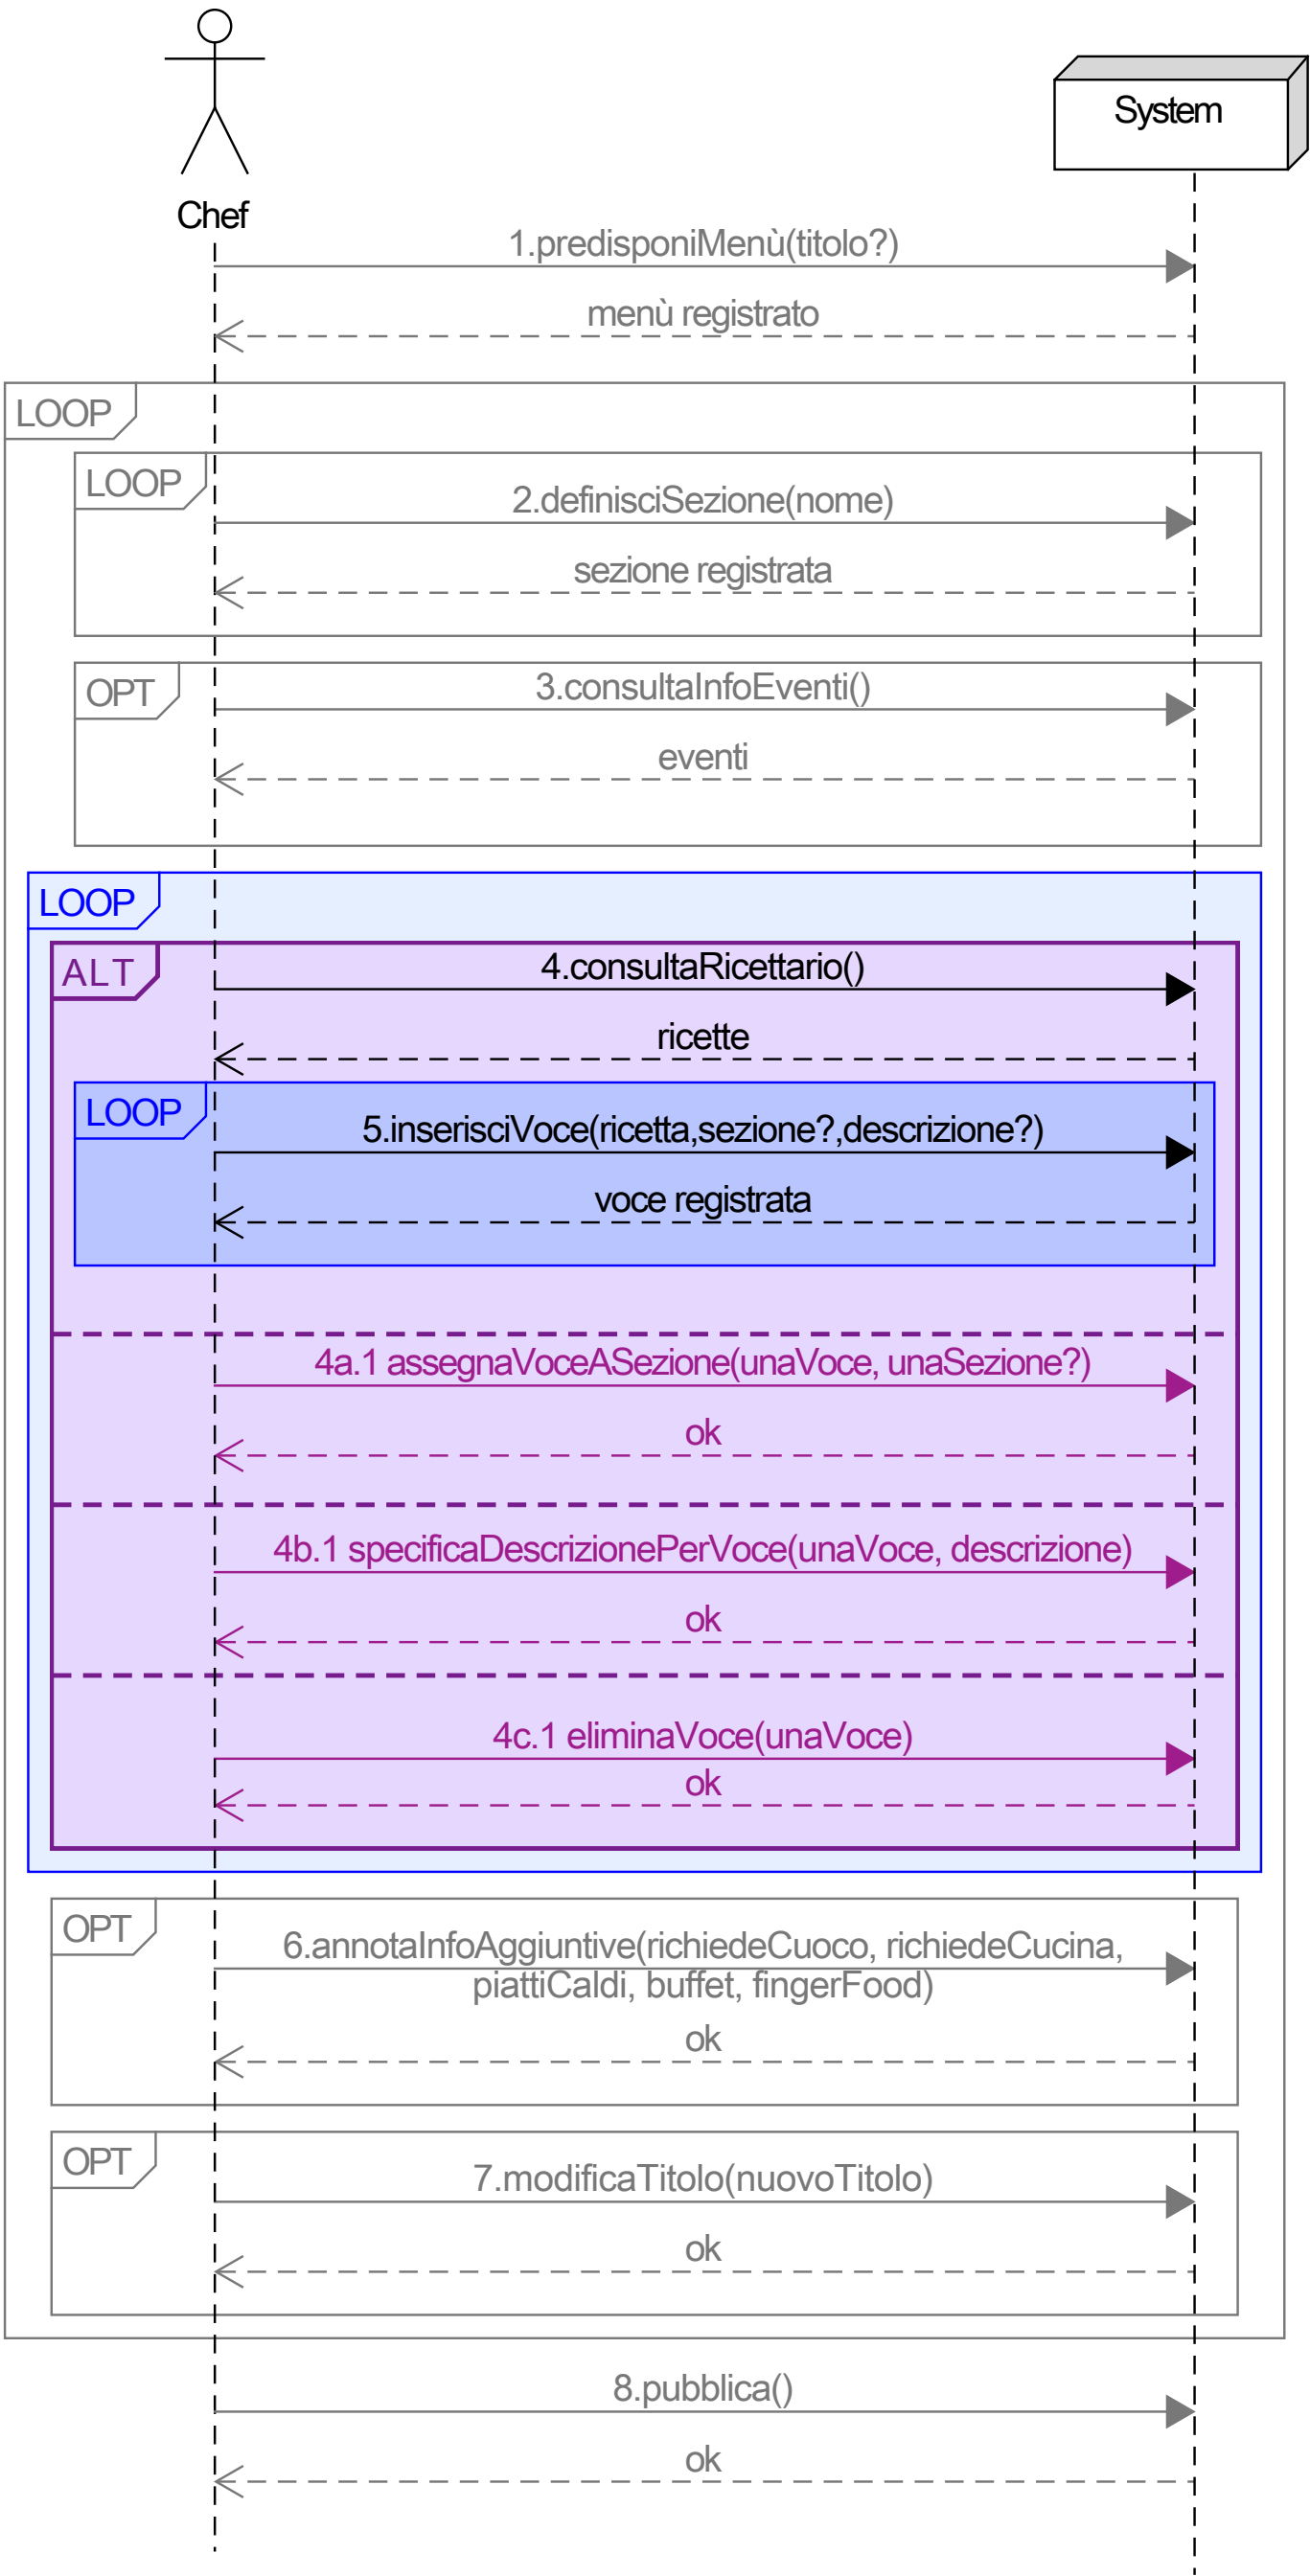 System
Chef
1.predisponiMenù(titolo?)
menù registrato
LOOP
LOOP
2.definisciSezione(nome)
sezione registrata
OPT
3.consultaInfoEventi()
eventi
LOOP
ALT
4.consultaRicettario()
ricette
LOOP
5.inserisciVoce(ricetta,sezione?,descrizione?)
voce registrata
4a.1 assegnaVoceASezione(unaVoce, unaSezione?)
ok
4b.1 specificaDescrizionePerVoce(unaVoce, descrizione)
ok
4c.1 eliminaVoce(unaVoce)
ok
OPT
6.annotaInfoAggiuntive(richiedeCuoco, richiedeCucina,
piattiCaldi, buffet, fingerFood)
ok
OPT
7.modificaTitolo(nuovoTitolo)
ok
8.pubblica()
ok